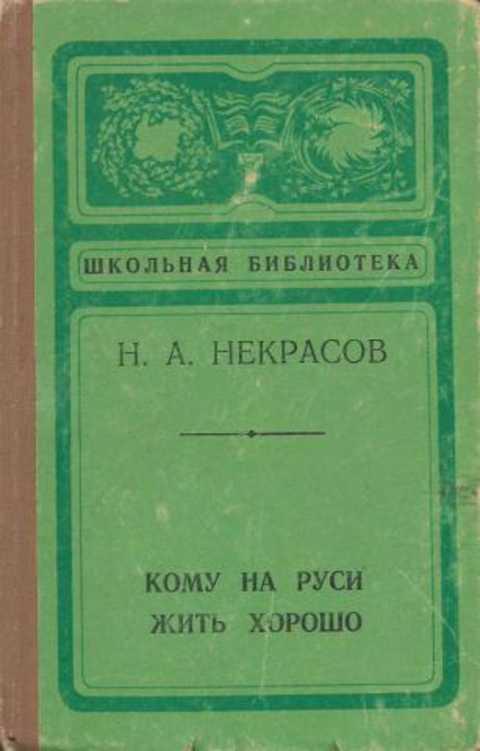 ШКОЛЬНАЯ БИБЛИОТЕКА
Н. А. НЕКРАСОВ
КОМУ НА РУСИ
ЖИТЬ ХОРОШО